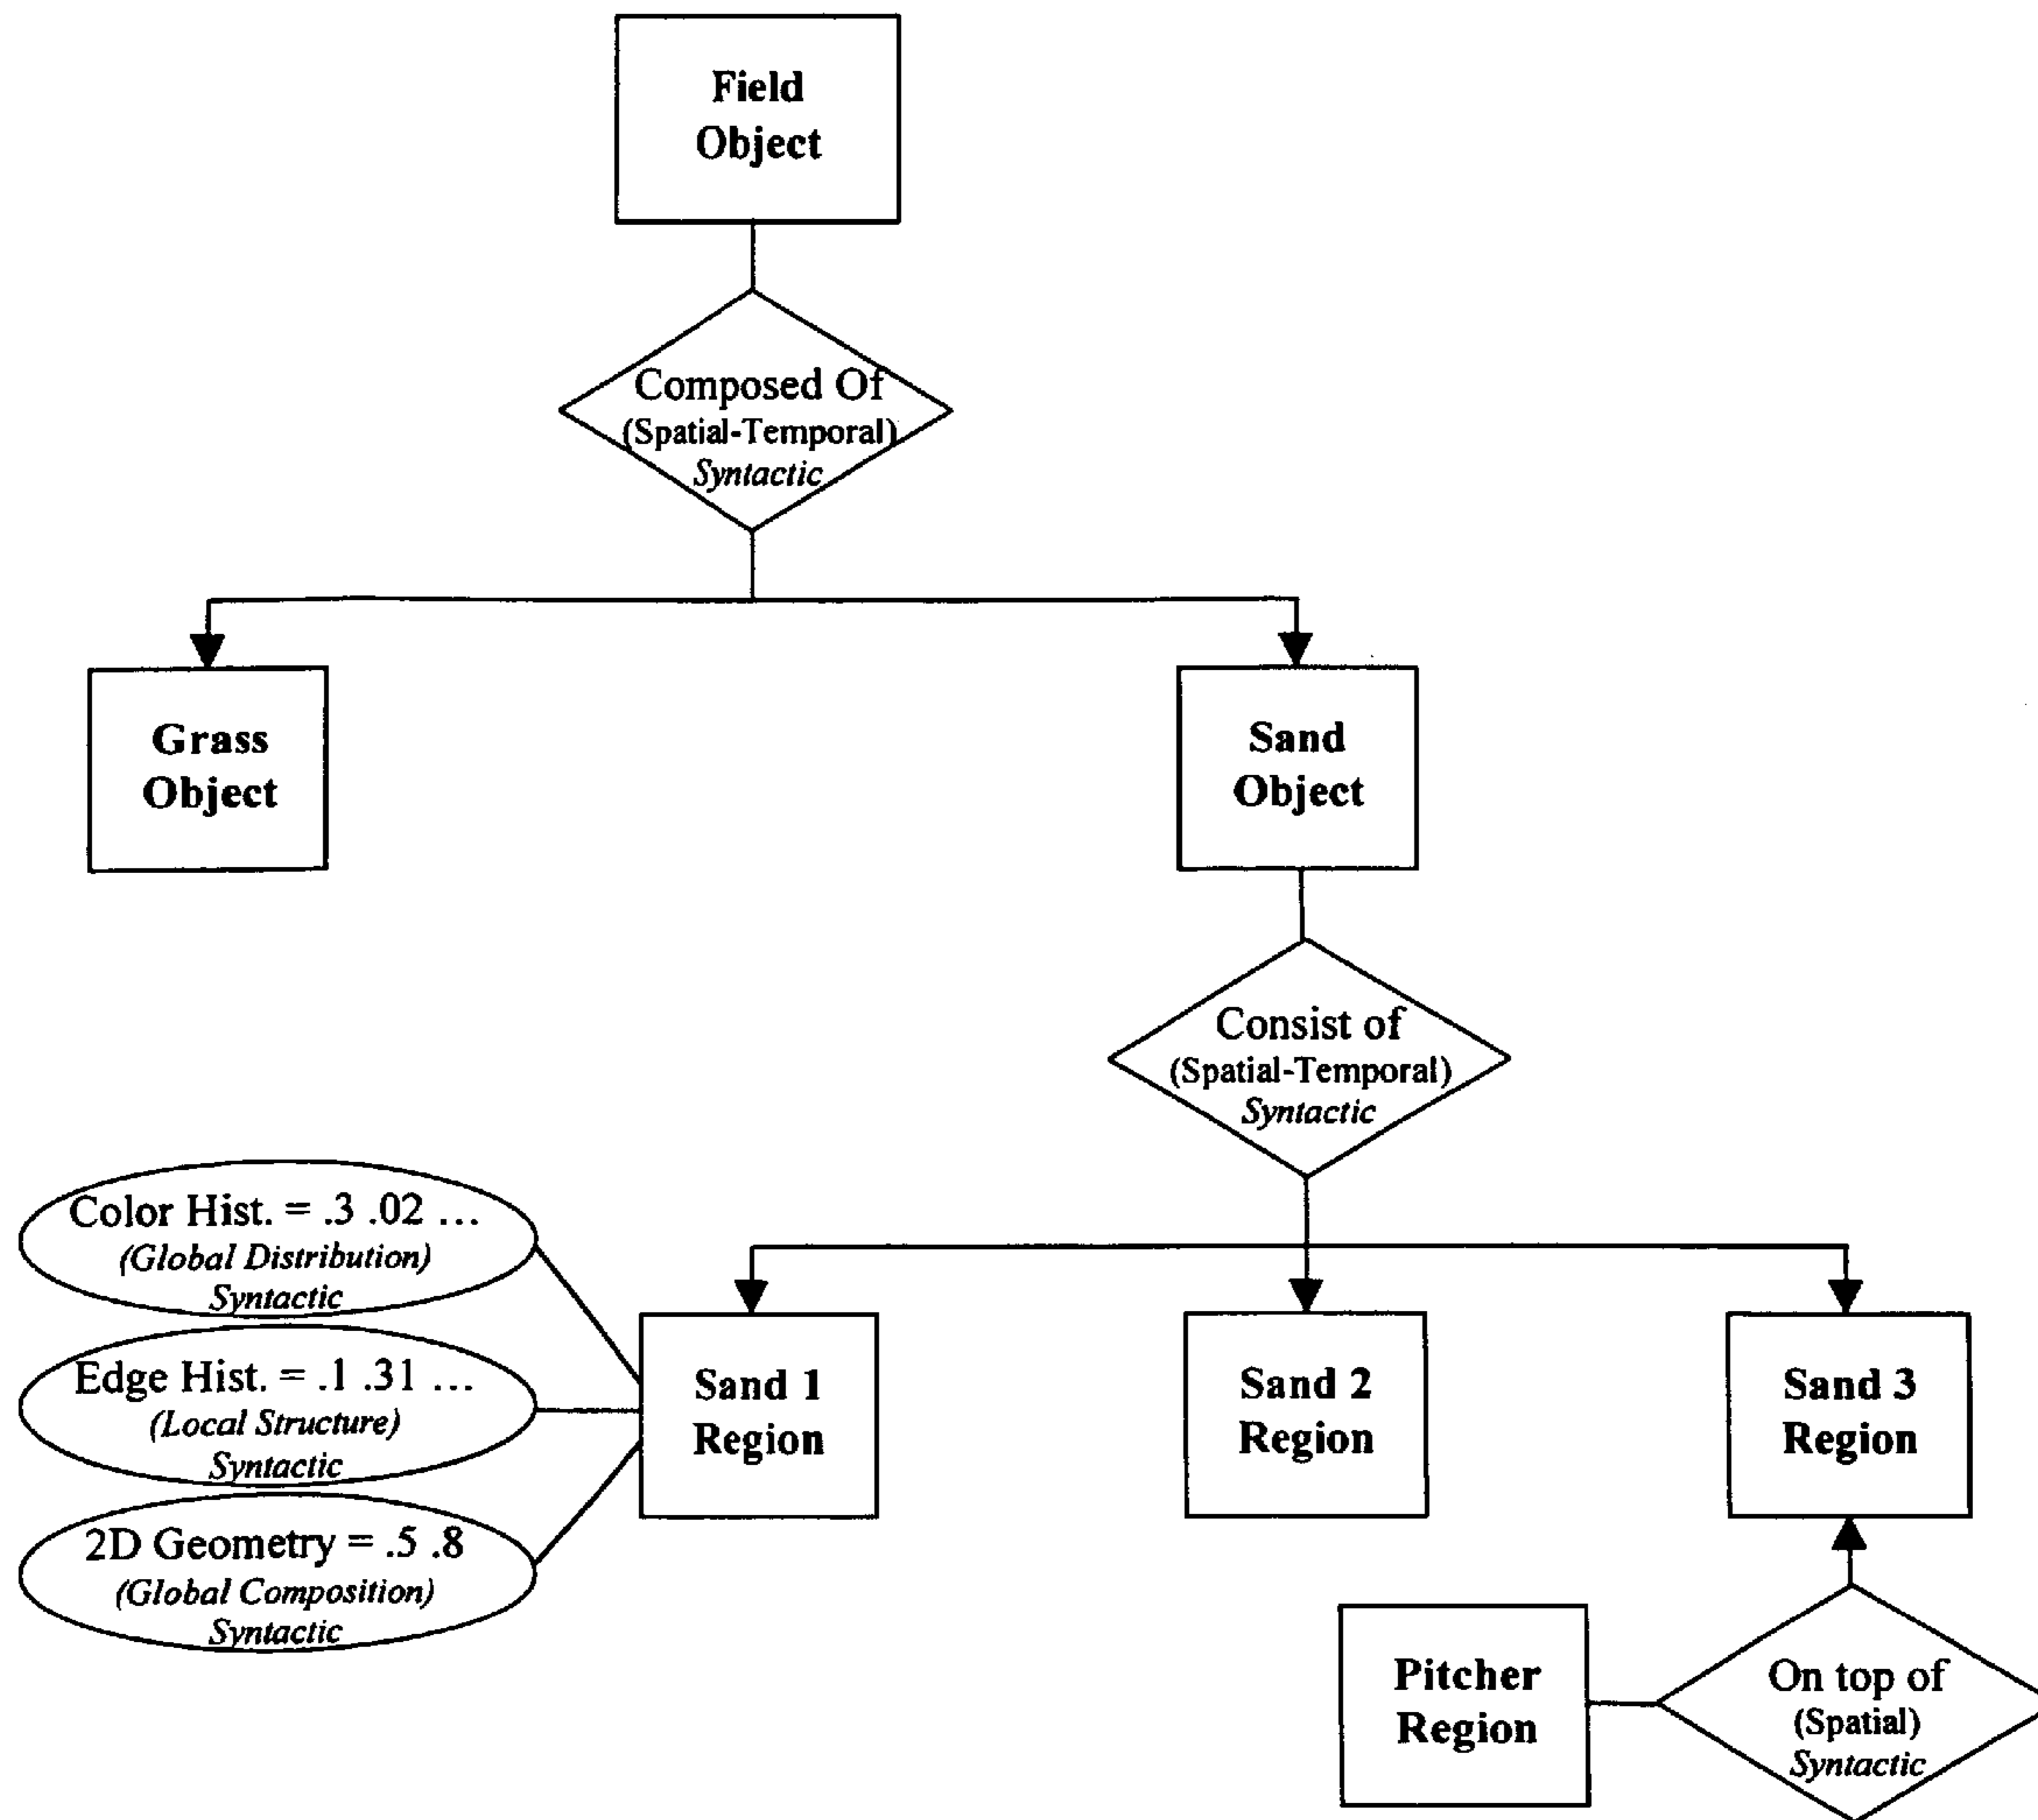 Field
Object
Composed Of
(Spatial-Temporal)
Syntactic
Grass
Object
Sand
Object
Consist of
(Spatial-Temporal)
Syntactic
Color Hist. = .3 .02 ...
(Global Distribution)
Syntactic
Edge Hist. = .1 .31 ...
(Local Structure)
Syntactic
2D Geometry = .5 .8
(Global Composition)
Syntactic
Sand 1
Region
Sand 2
Region
Sand 3
Region
Pitcher
Region
On top of
(Spatial)
Syntactic